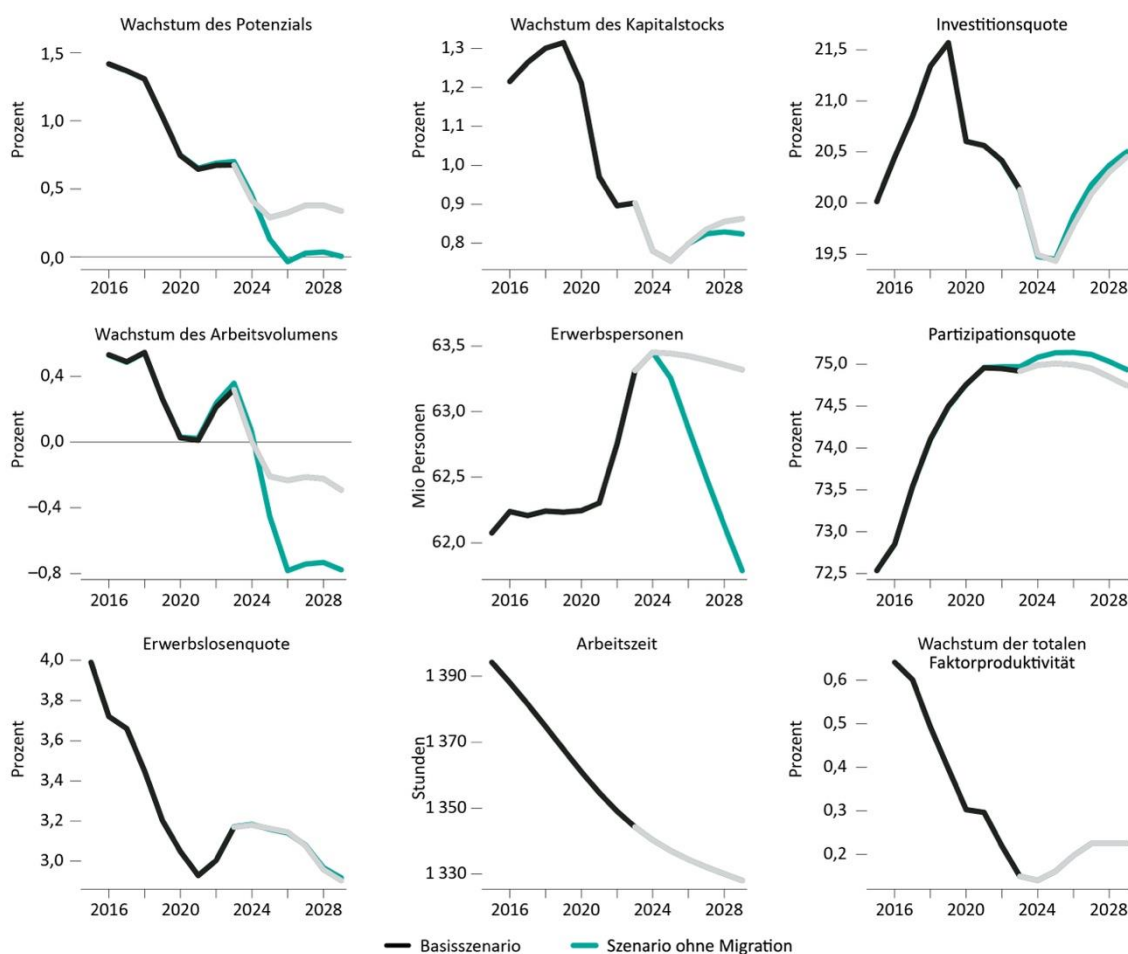 Wachstum des Potenzials
Prozent
1,5
1,0
0,5
0,0
2016 2020 2024 2028
Wachstum des Kapitalstocks
Prozent
1,3
1,2
1,1
1,0
0,9
0,8
2016 2020 2024 2028
Investitionsquote
Prozent
21,5
21,0
20,5
20,0
19,5
2016 2020 2024 2028
Wachstum des Arbeitsvolumens
Prozent
0,4
0,0
−0,4
−0,8
2016 2020 2024 2028
Erwerbspersonen
Mio Personen
63,5
63,0
62,5
62,0
2016 2020 2024 2028
Partizipationsquote
Prozent
75,0
74,5
74,0
73,5
73,0
72,5
2016 2020 2024 2028
Erwerbslosenquote
Prozent
4,0
3,8
3,6
3,4
3,2
3,0
2016 2020 2024 2028
Arbeitszeit
Stunden
1 390
1 370
1 350
1 330
2016 2020 2024 2028
Wachstum der totalen
Faktorproduktivität
Prozent
0,6
0,5
0,4
0,3
0,2
2016 2020 2024 2028
Basisszenario
Szenario ohne Migration